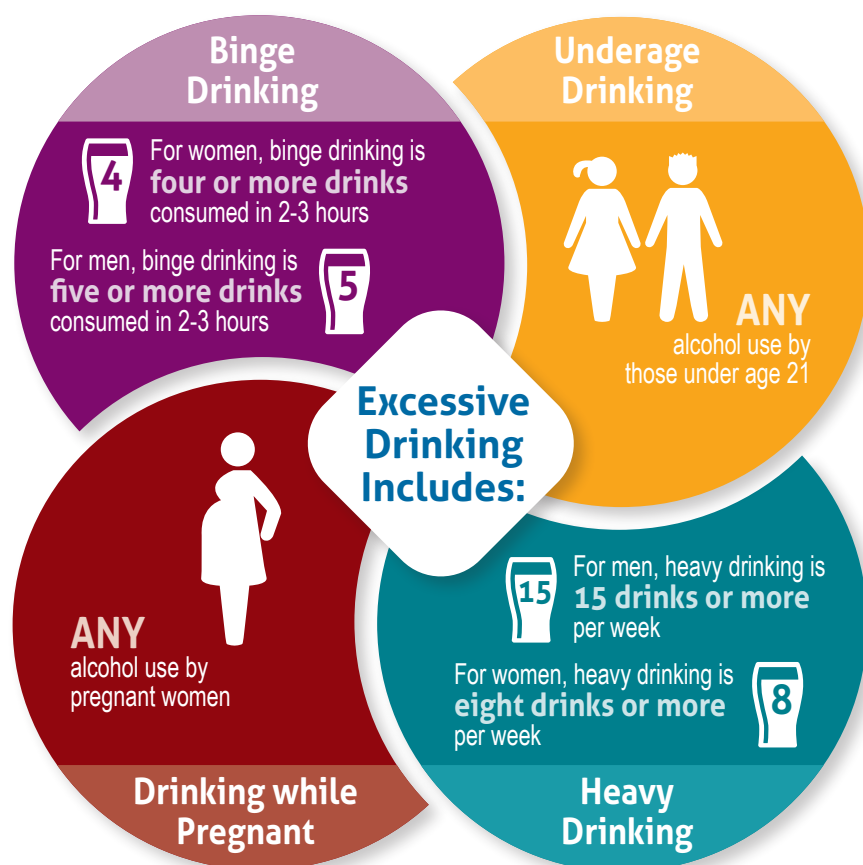 Binge
Drinking
4
For women, binge drinking is
four or more drinks
consumed in 2-3 hours
For men, binge drinking is
five or more drinks
consumed in 2-3 hours
5
Underage
Drinking
ANY
alcohol use by
those under age 21
Excessive
Drinking
Includes:
ANY
alcohol use by
pregnant women
Drinking while
Pregnant
15
For men, heavy drinking is
15 drinks or more
per week
For women, heavy drinking is
eight drinks or more
per week
8
Heavy
Drinking